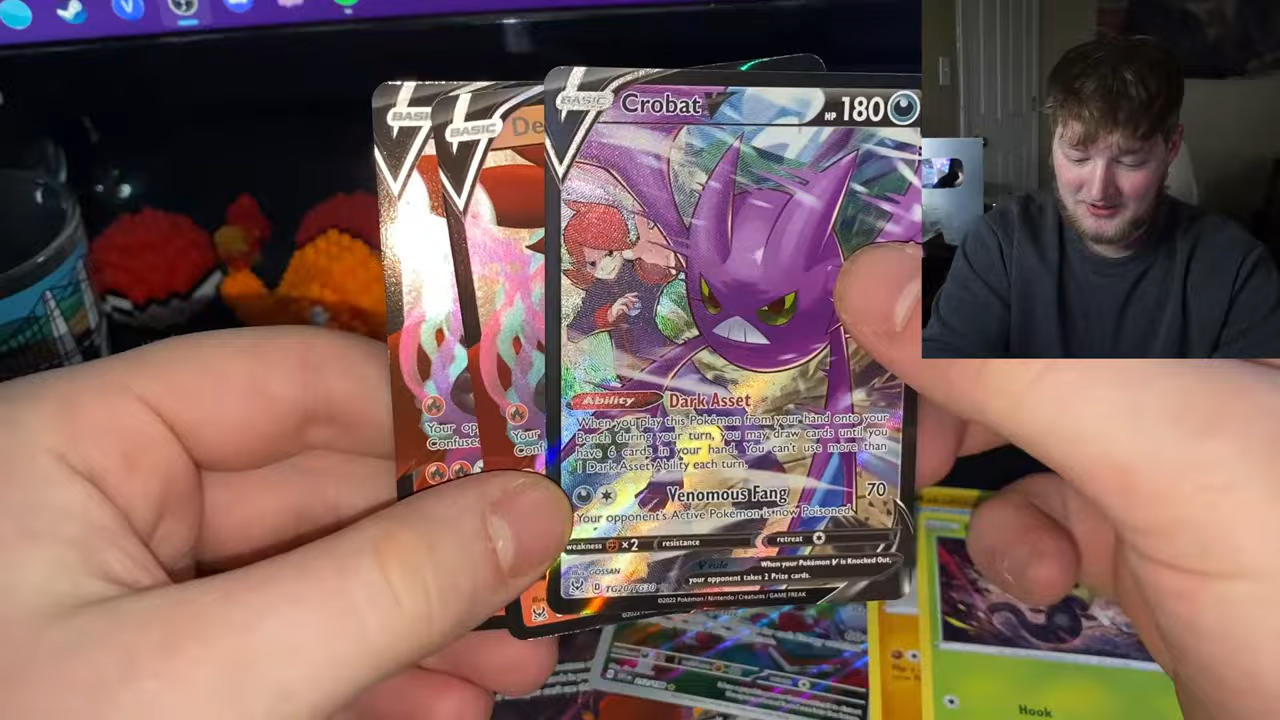 BASIC
BASIC De
BASIC Crobat V HP 180
Ability Dark Asset
When you play this Pokémon from your hand onto your
Bench during your turn, you may draw cards until you
have 6 cards in your hand. You can't use more than
1 Dark Asset Ability each turn.
Venomous Fang 70
Your opponent's Active Pokémon is now Poisoned.
weakness ×2 resistance retreat
V rule When your Pokémon V is Knocked Out,
your opponent takes 2 Prize cards.
Illus. GOSSAN
D TG20/TG30
©2022 Pokémon / Nintendo / Creatures / GAME FREAK
Your op
Confuse
Your
Conf
©2022
Hook